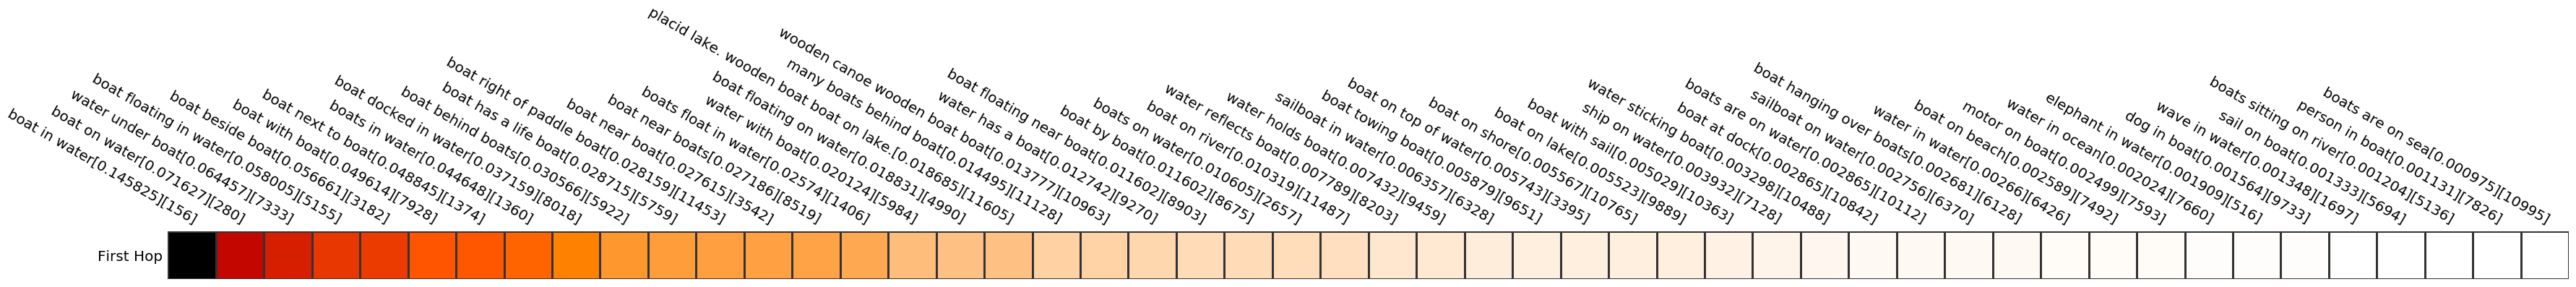 boat in water[0.145825][156]
boat on water[0.071627][280]
water under boat[0.064457][7333]
boat floating in water[0.058005][5155]
boat beside boat[0.056661][3182]
boat with boat[0.049614][7928]
boat next to boat[0.048845][1374]
boats in water[0.044648][1360]
boat docked in water[0.037159][8018]
boat behind boats[0.030566][5922]
boat has a life boat[0.028715][5759]
boat right of paddle boat[0.028159][11453]
boat near boat[0.027615][3542]
boat near boats[0.027186][8519]
boats float in water[0.02574][1406]
water with boat[0.020124][5984]
boat floating on water[0.018831][4990]
placid lake. wooden boat boat on lake.[0.018685][11605]
many boats behind boat[0.014495][11128]
wooden canoe wooden boat boat[0.013777][10963]
water has a boat[0.012742][9270]
boat floating near boat[0.011602][8903]
boat by boat[0.011602][8675]
boats on water[0.010605][2657]
boat on river[0.010319][11487]
water reflects boat[0.007789][8203]
water holds boat[0.007432][9459]
sailboat in water[0.006357][6328]
boat towing boat[0.005879][9651]
boat on top of water[0.005743][3395]
boat on shore[0.005567][10765]
boat on lake[0.005523][9889]
boat with sail[0.005029][10363]
ship on water[0.003932][7128]
water sticking boat[0.003298][10488]
boat at dock[0.002865][10842]
boats are on water[0.002865][10112]
sailboat on water[0.002756][6370]
boat hanging over boats[0.002681][6128]
water in water[0.00266][6426]
boat on beach[0.002589][7492]
motor on boat[0.002499][7593]
water in ocean[0.002024][7660]
elephant in water[0.001909][516]
dog in boat[0.001564][9733]
wave in water[0.001348][1697]
sail on boat[0.001333][5694]
boats sitting on river[0.001204][5136]
person in boat[0.001131][7826]
boats are on sea[0.000975][10995]
First Hop